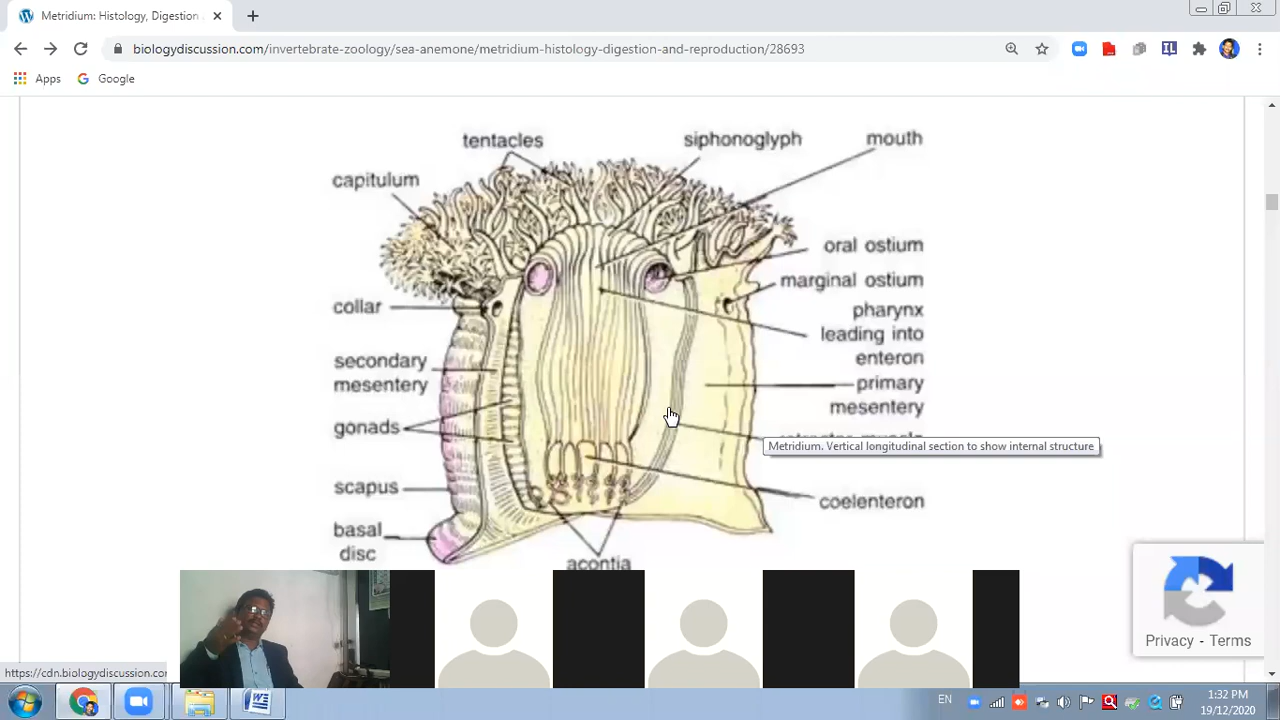 Metridium: Histology, Digestion
biologydiscussion.com/invertebrate-zoology/sea-anemone/metridium-histology-digestion-and-reproduction/28693
Apps
Google
tentacles
siphonoglyph
mouth
capitulum
oral ostium
marginal ostium
collar
pharynx
leading into
enteron
secondary
mesentery
primary
mesentery
gonads
Metridium. Vertical longitudinal section to show internal structure
scapus
coelenteron
basal
disc
acontia
Privacy - Terms
https://cdn.biologydiscussion.com
EN
1:32 PM
19/12/2020